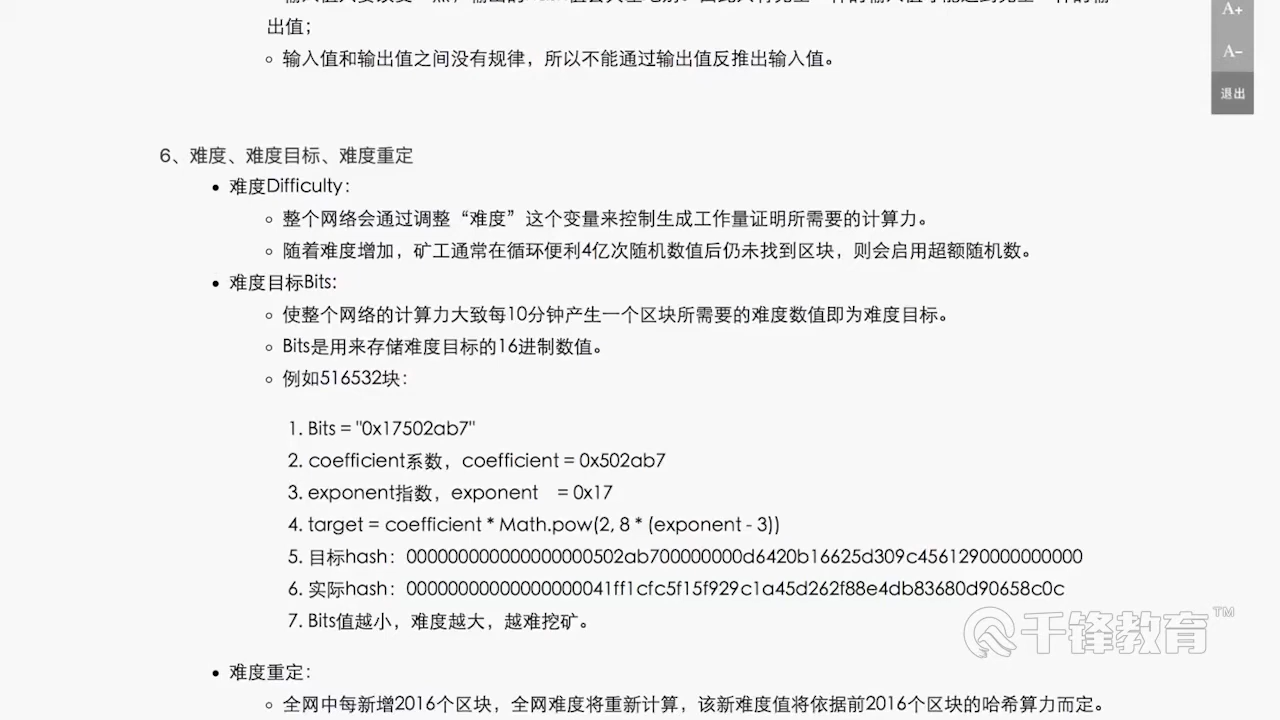 出值；
输入值和输出值之间没有规律，所以不能通过输出值反推出输入值。
6、难度、难度目标、难度重定
难度Difficulty：
整个网络会通过调整“难度”这个变量来控制生成工作量证明所需要的计算力。
随着难度增加，矿工通常在循环便利4亿次随机数值后仍未找到区块，则会启用超额随机数。
难度目标Bits:
使整个网络的计算力大致每10分钟产生一个区块所需要的难度数值即为难度目标。
Bits是用来存储难度目标的16进制数值。
例如516532块：
1. Bits = "0x17502ab7"
2. coefficient系数，coefficient = 0x502ab7
3. exponent指数，exponent = 0x17
4. target = coefficient * Math.pow(2, 8 * (exponent - 3))
5. 目标hash：000000000000000000502ab700000000d6420b16625d309c4561290000000000
6. 实际hash：00000000000000000041ff1cfc5f15f929c1a45d262f88e4db83680d90658c0c
7. Bits值越小，难度越大，越难挖矿。
难度重定：
全网中每新增2016个区块，全网难度将重新计算，该新难度值将依据前2016个区块的哈希算力而定。
A+
A-
退出
千锋教育™